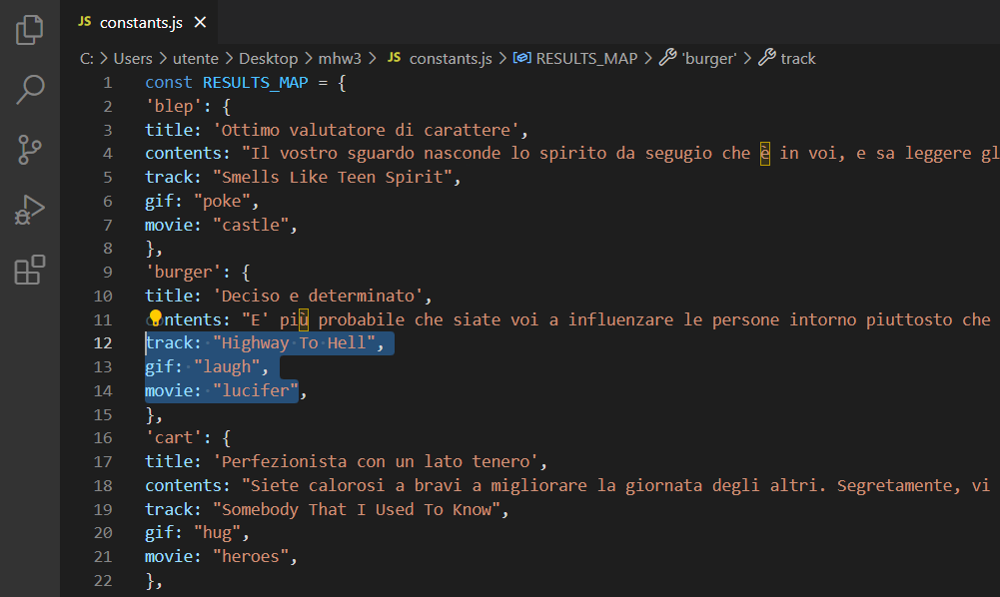 JS constants.js ×
C: > Users > utente > Desktop > mhw3 > JS constants.js > RESULTS_MAP > 'burger' > track
1 const RESULTS_MAP = {
2 'blep': {
3 title: 'Ottimo valutatore di carattere',
4 contents: "Il vostro sguardo nasconde lo spirito da segugio che è in voi, e sa leggere gl
5 track: "Smells Like Teen Spirit",
6 gif: "poke",
7 movie: "castle",
8 },
9 'burger': {
10 title: 'Deciso e determinato',
11 contents: "E' più probabile che siate voi a influenzare le persone intorno piuttosto che
12 track: "Highway To Hell",
13 gif: "laugh",
14 movie: "lucifer",
15 },
16 'cart': {
17 title: 'Perfezionista con un lato tenero',
18 contents: "Siete calorosi a bravi a migliorare la giornata degli altri. Segretamente, vi
19 track: "Somebody That I Used To Know",
20 gif: "hug",
21 movie: "heroes",
22 },